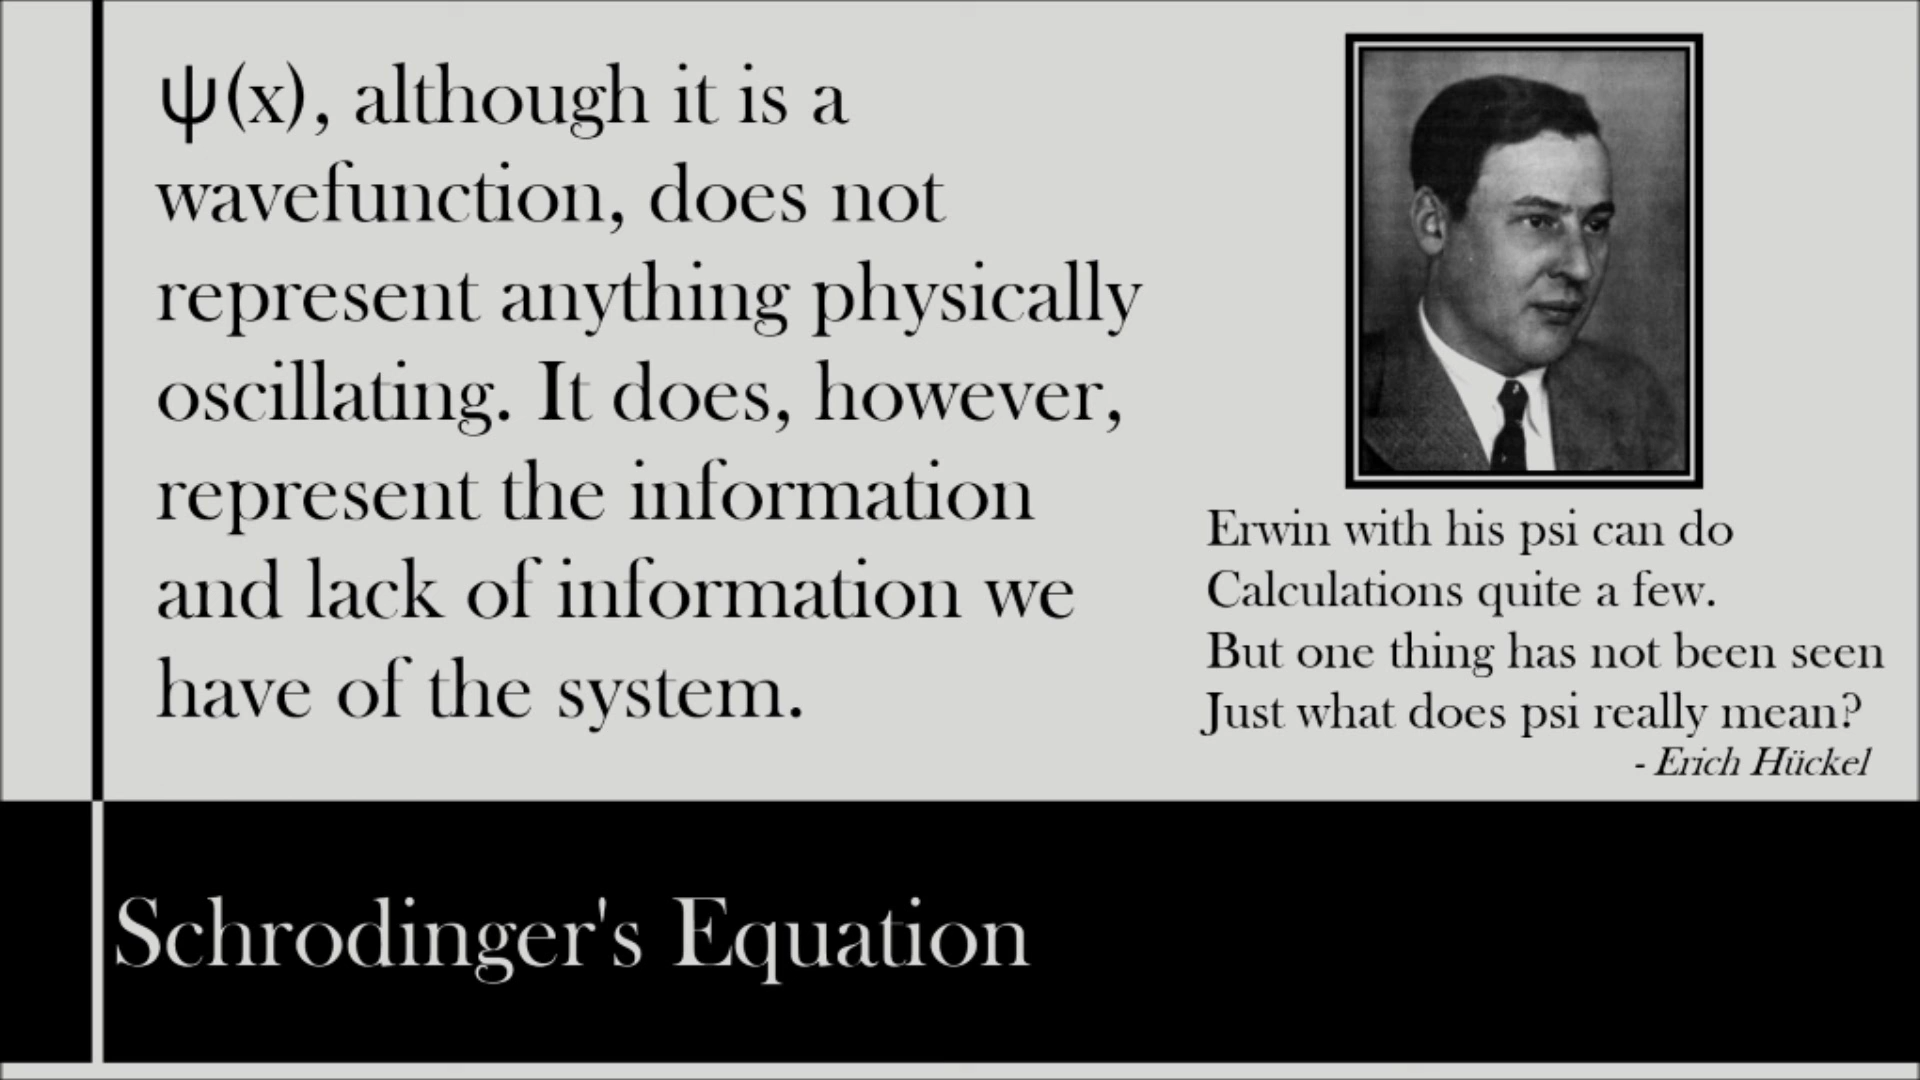 ψ(x), although it is a
wavefunction, does not
represent anything physically
oscillating. It does, however,
represent the information
and lack of information we
have of the system.
Erwin with his psi can do
Calculations quite a few.
But one thing has not been seen
Just what does psi really mean?
- Erich Hückel
Schrodinger's Equation